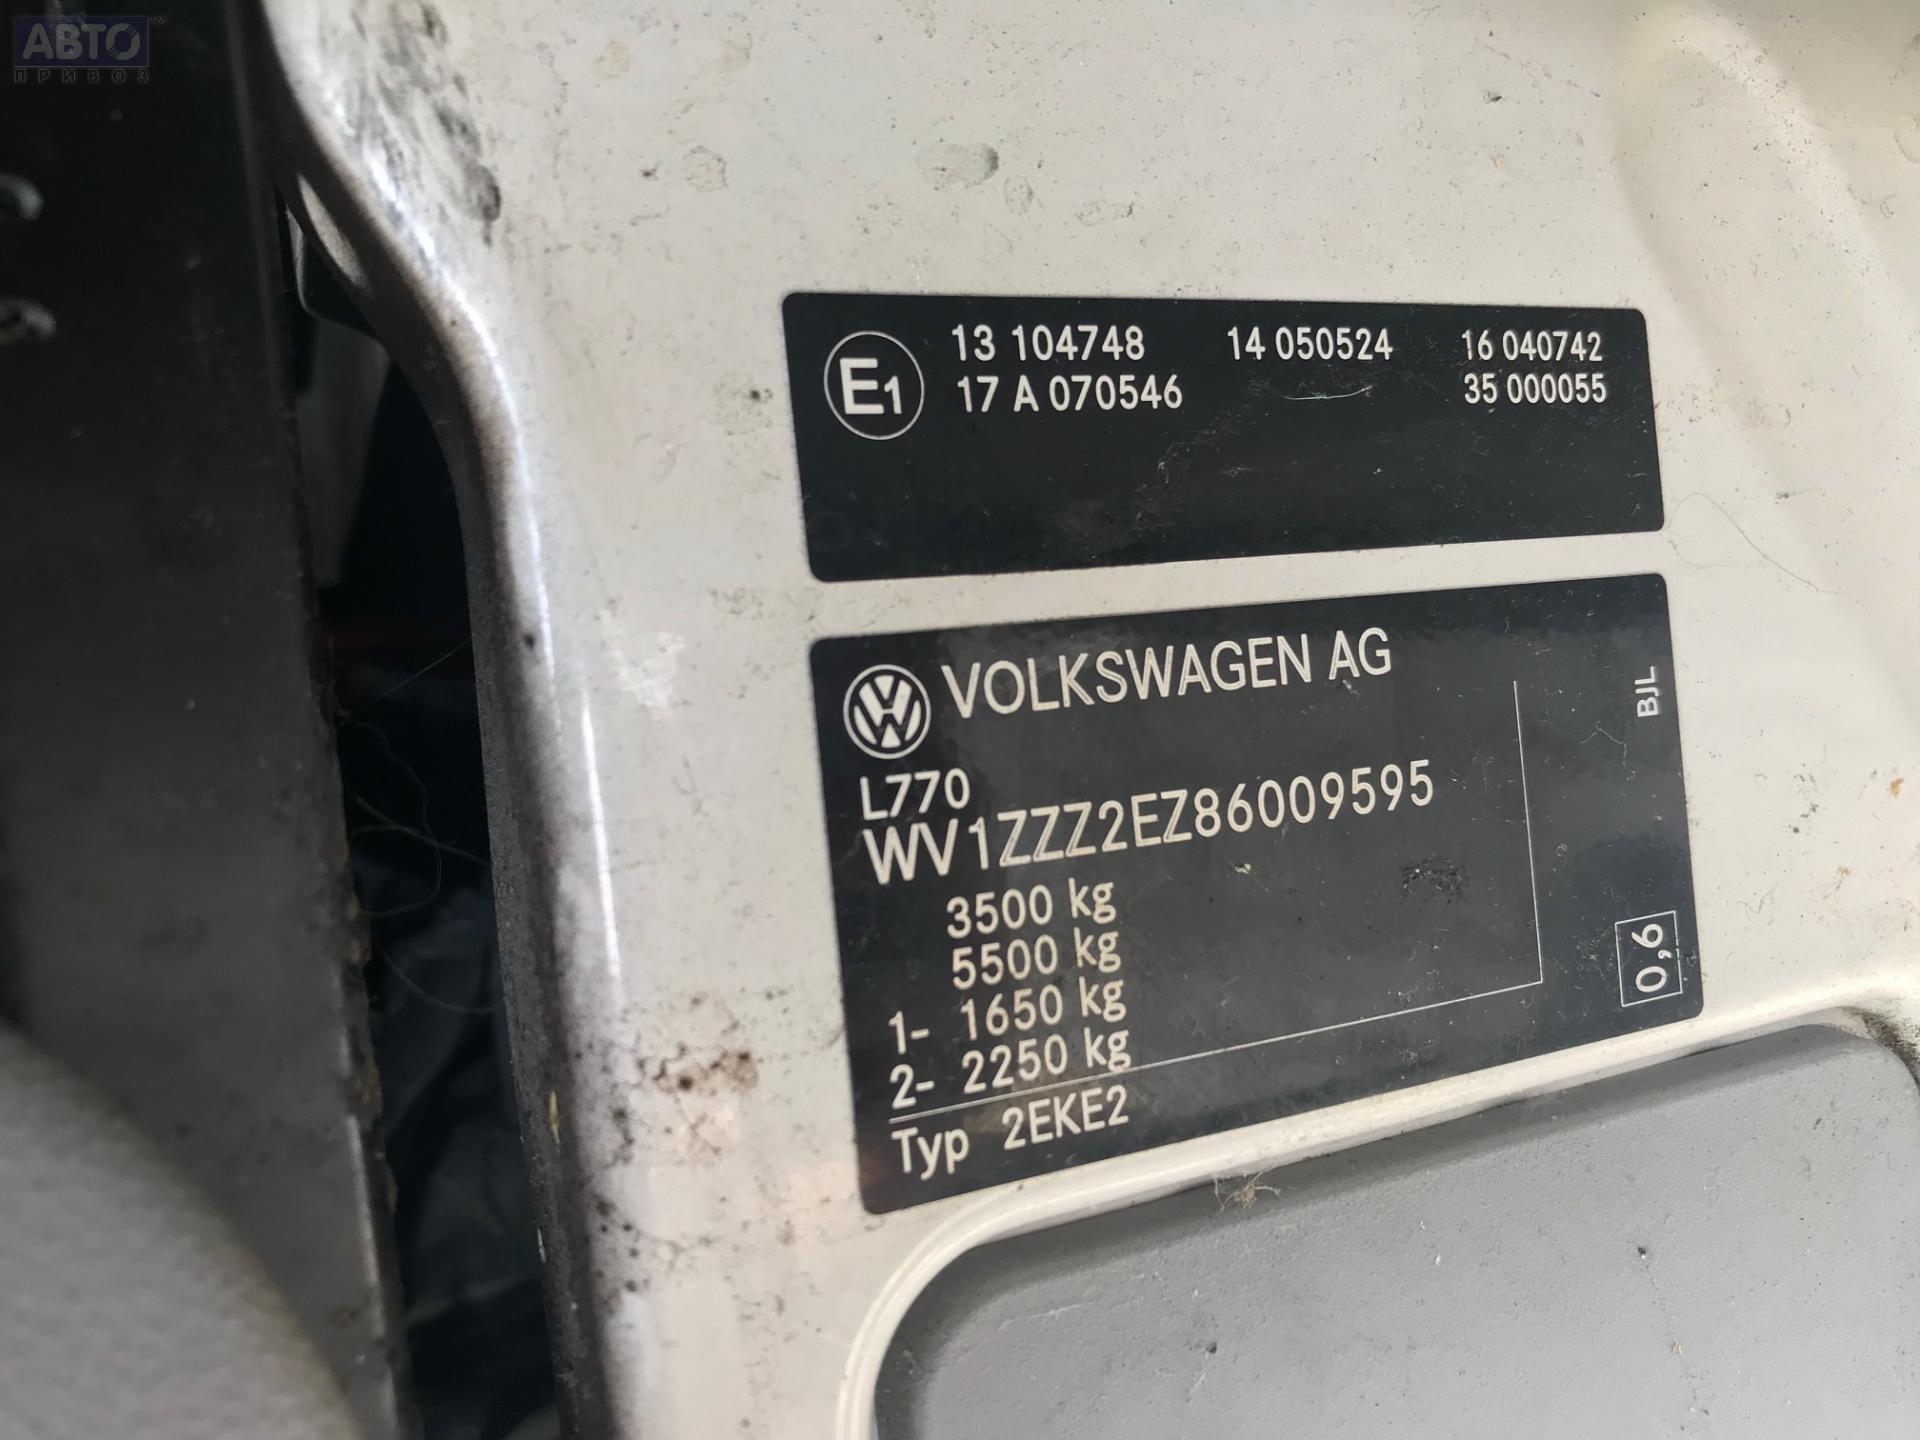 АВТО
ПРИВОЗ
E1
13 104748 14 050524 16 040742
17 A 070546 35 000055
VOLKSWAGEN AG
L770
WV1ZZZ2EZ86009595
3500 kg
5500 kg
1- 1650 kg
2- 2250 kg
Typ 2EKE2
BJL
0,6